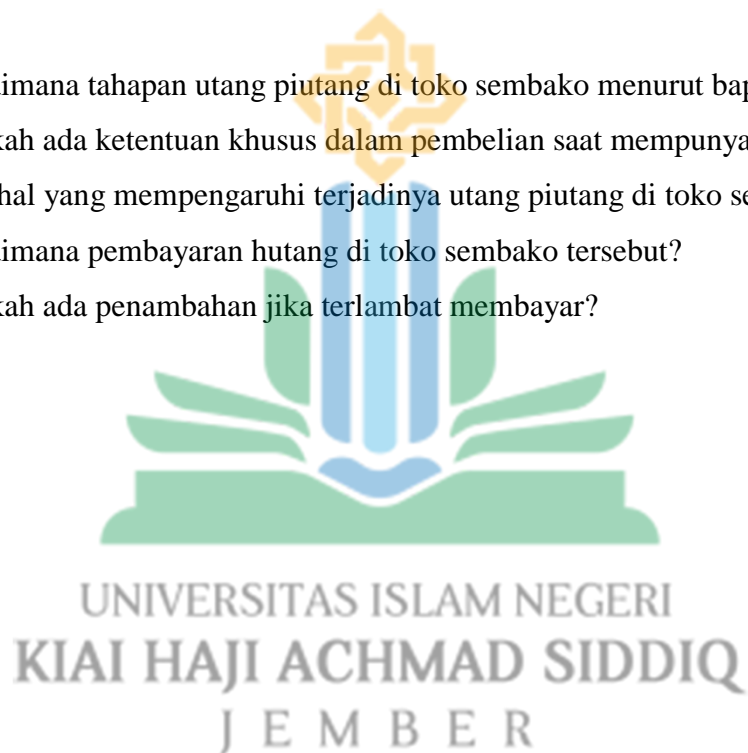 imana tahapan utang piutang di toko sembako menurut bap
kah ada ketentuan khusus dalam pembelian saat mempunya
hal yang mempengaruhi terjadinya utang piutang di toko se
imana pembayaran hutang di toko sembako tersebut?
kah ada penambahan jika terlambat membayar?
UNIVERSITAS ISLAM NEGERI
KIAI HAJI ACHMAD SIDDIQ
JEMBER